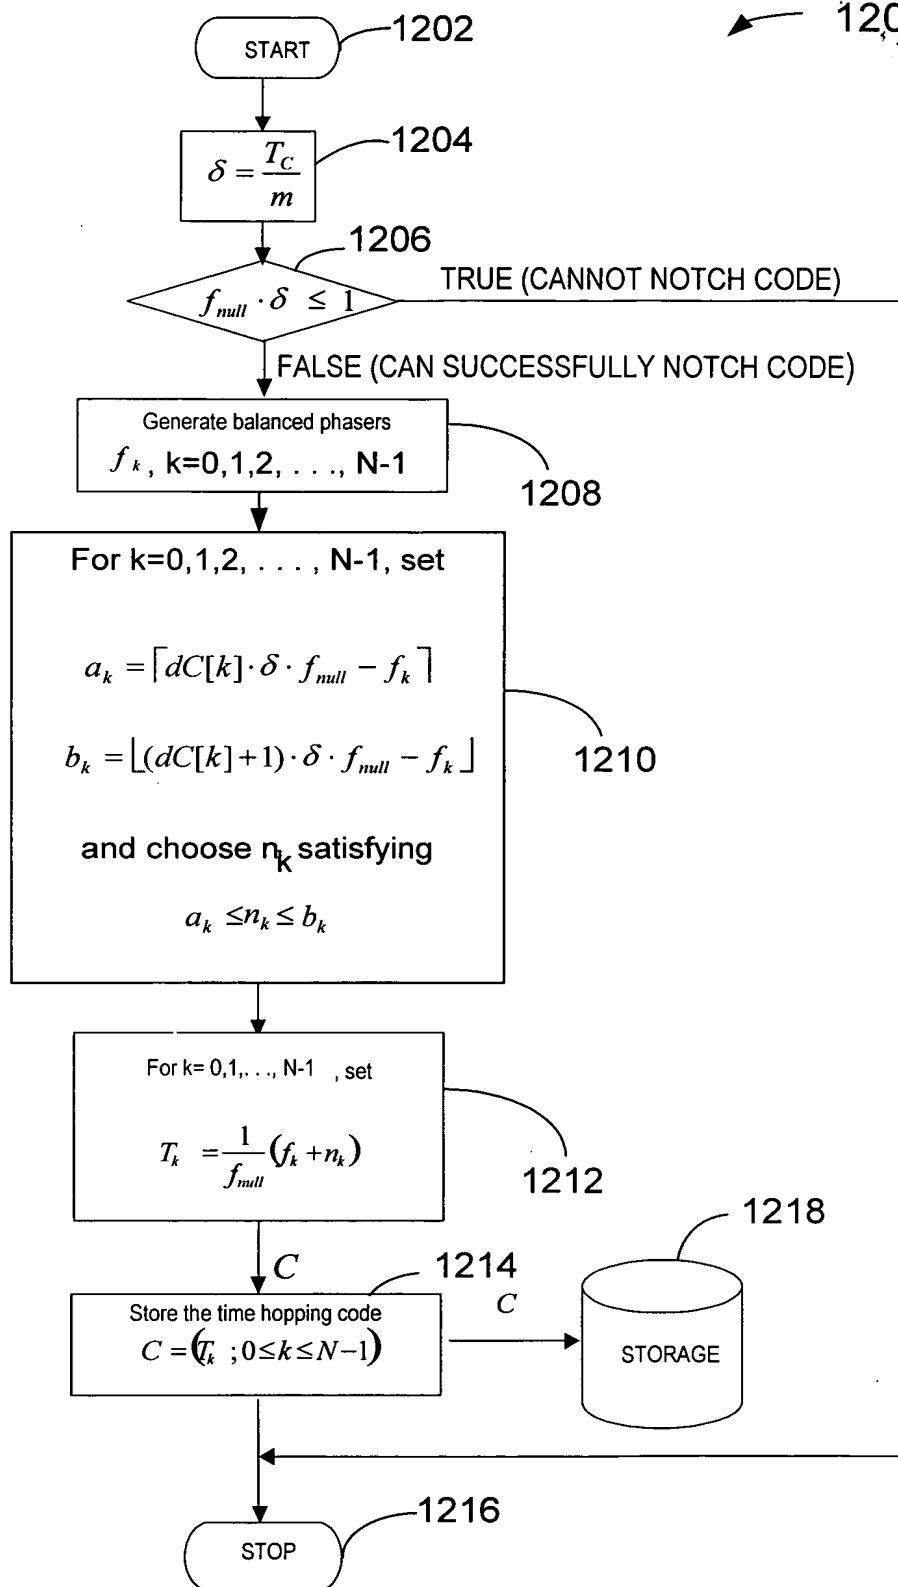 120
START
1202
δ = T_C / m
1204
1206
f_null · δ ≤ 1
TRUE (CANNOT NOTCH CODE)
FALSE (CAN SUCCESSFULLY NOTCH CODE)
Generate balanced phasers
f_k, k=0,1,2, . . ., N-1
1208
For k=0,1,2, . . ., N-1, set
a_k = ⌈dC[k] · δ · f_null − f_k⌉
b_k = ⌊(dC[k]+1) · δ · f_null − f_k⌋
1210
and choose n_k satisfying
a_k ≤ n_k ≤ b_k
For k= 0,1,. . ., N-1 , set
T_k = 1/f_null (f_k + n_k)
1212
C
1214
1218
Store the time hopping code
C = (T_k ; 0≤k≤N−1)
C
STORAGE
1216
STOP